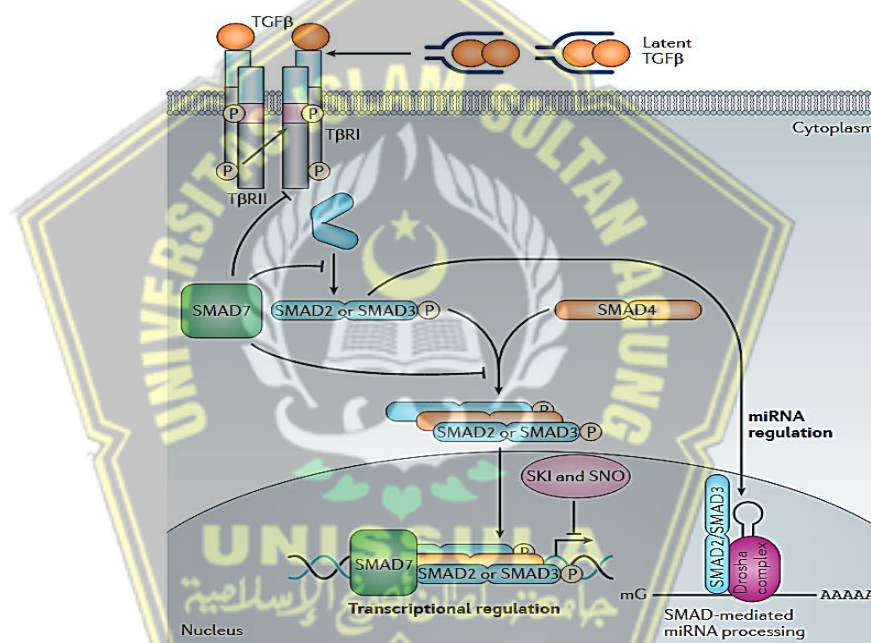 TGFβ
Latent
TGFβ
Cytoplasm
P
P
TβRI
P
P
TβRII
SMAD7
SMAD2 or SMAD3
P
SMAD4
P
SMAD2 or SMAD3
P
miRNA
regulation
SKI and SNO
SMAD2/SMAD3
Drosha
complex
SMAD7
P
SMAD2 or SMAD3
P
mG
AAAAA
Transcriptional regulation
SMAD-mediated
miRNA processing
Nucleus
UNIVERSITAS ISLAM SULTAN AGUNG
UNISSULA